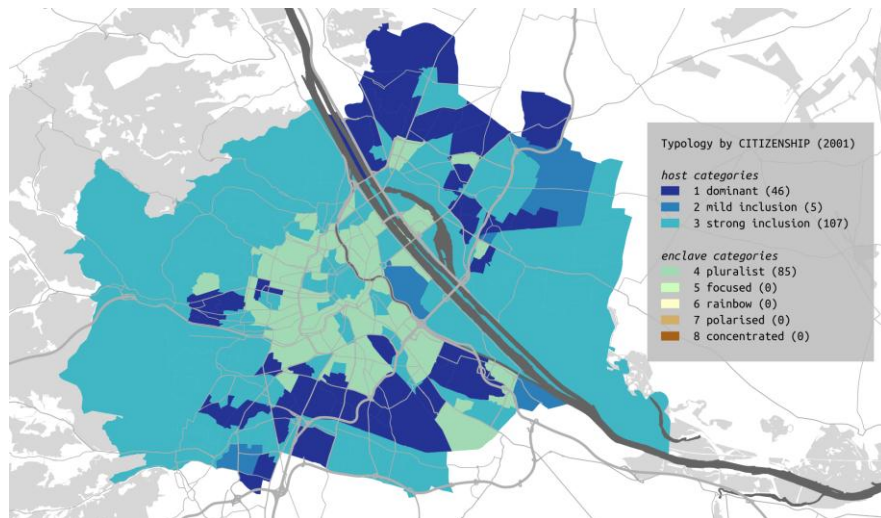 Typology by CITIZENSHIP (2001)
host categories
1 dominant (46)
2 mild inclusion (5)
3 strong inclusion (107)
enclave categories
4 pluralist (85)
5 focused (0)
6 rainbow (0)
7 polarised (0)
8 concentrated (0)